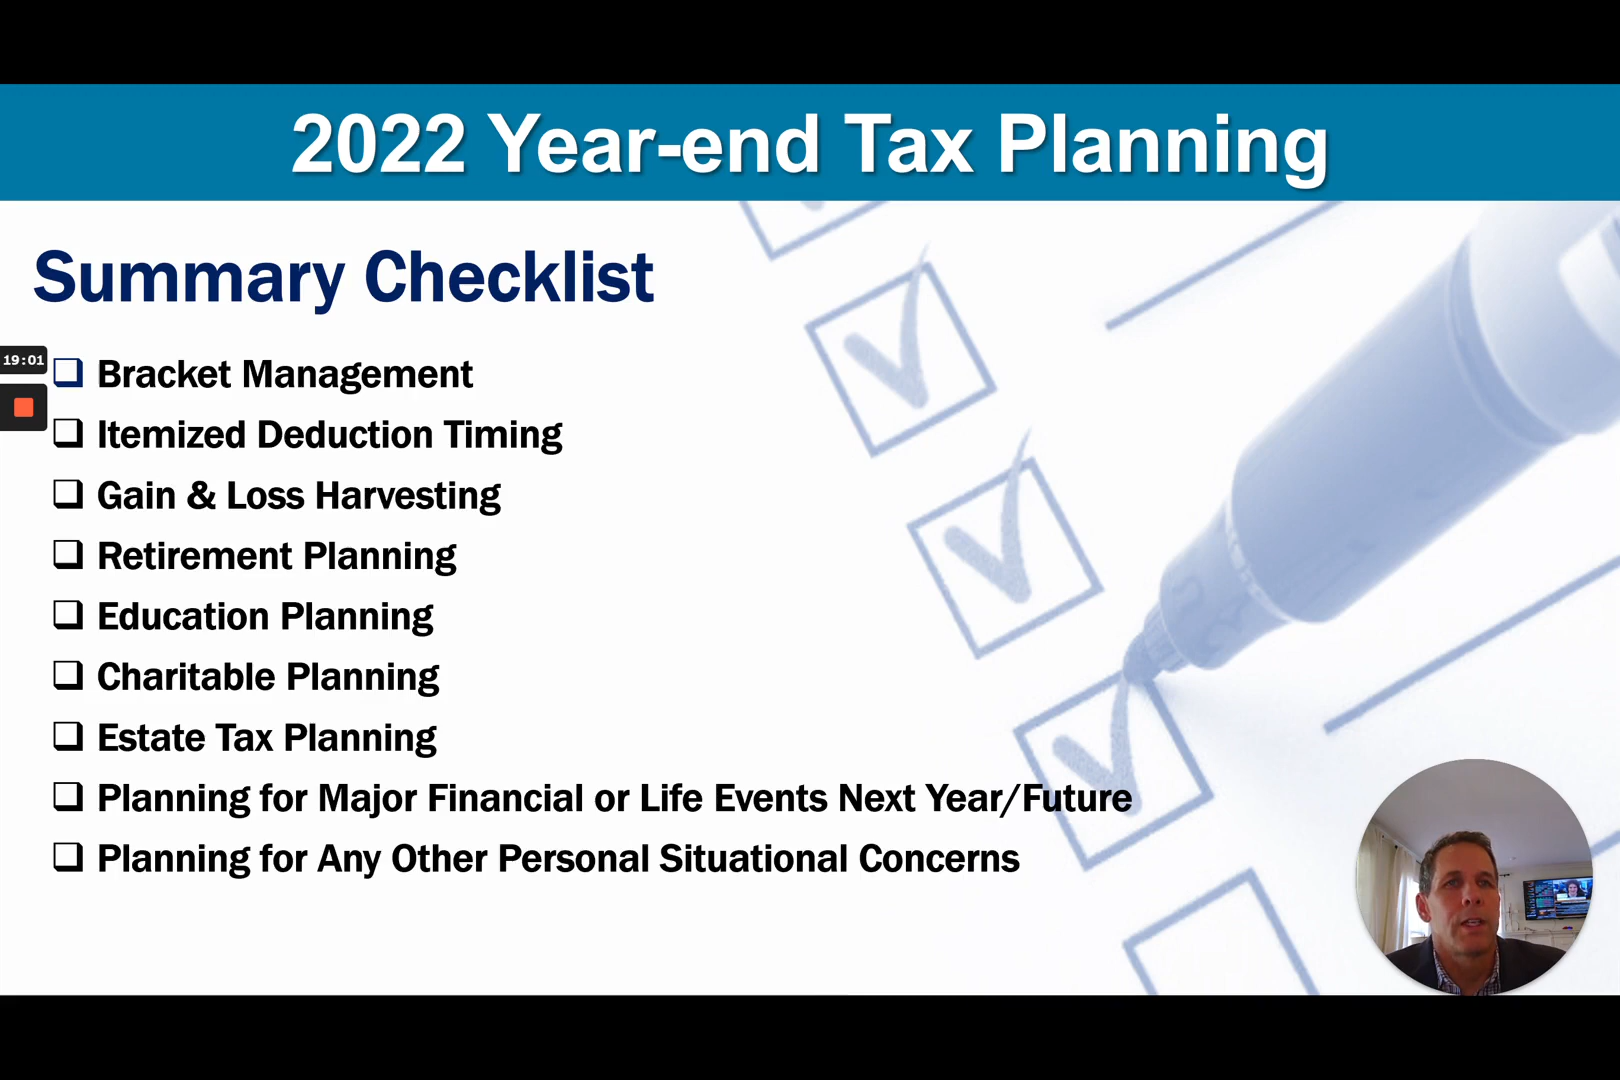 2022 Year-end Tax Planning
Summary Checklist
19:01
Bracket Management
Itemized Deduction Timing
Gain & Loss Harvesting
Retirement Planning
Education Planning
Charitable Planning
Estate Tax Planning
Planning for Major Financial or Life Events Next Year/Future
Planning for Any Other Personal Situational Concerns